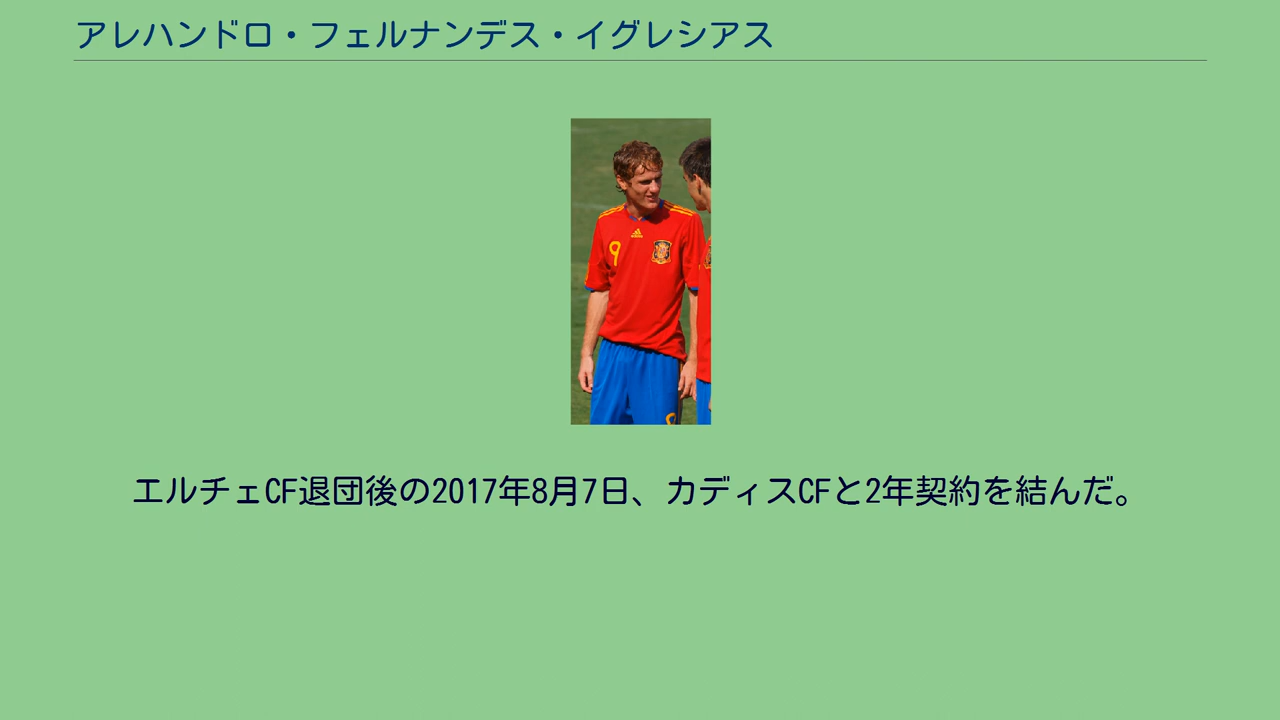 アレハンドロ・フェルナンデス・イグレシアス
9
エルチェCF退団後の2017年8月7日、カディスCFと2年契約を結んだ。